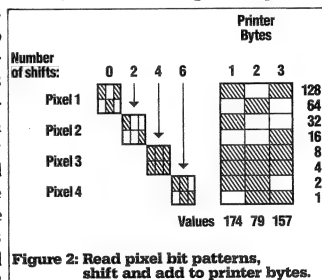 Printer
Bytes
Number
of shifts: 0 2 4 6 1 2 3
128
Pixel 1 64
32
Pixel 2 16
Pixel 3 8
4
Pixel 4 2
1
Values 174 79 157
Figure 2: Read pixel bit patterns,
shift and add to printer bytes.